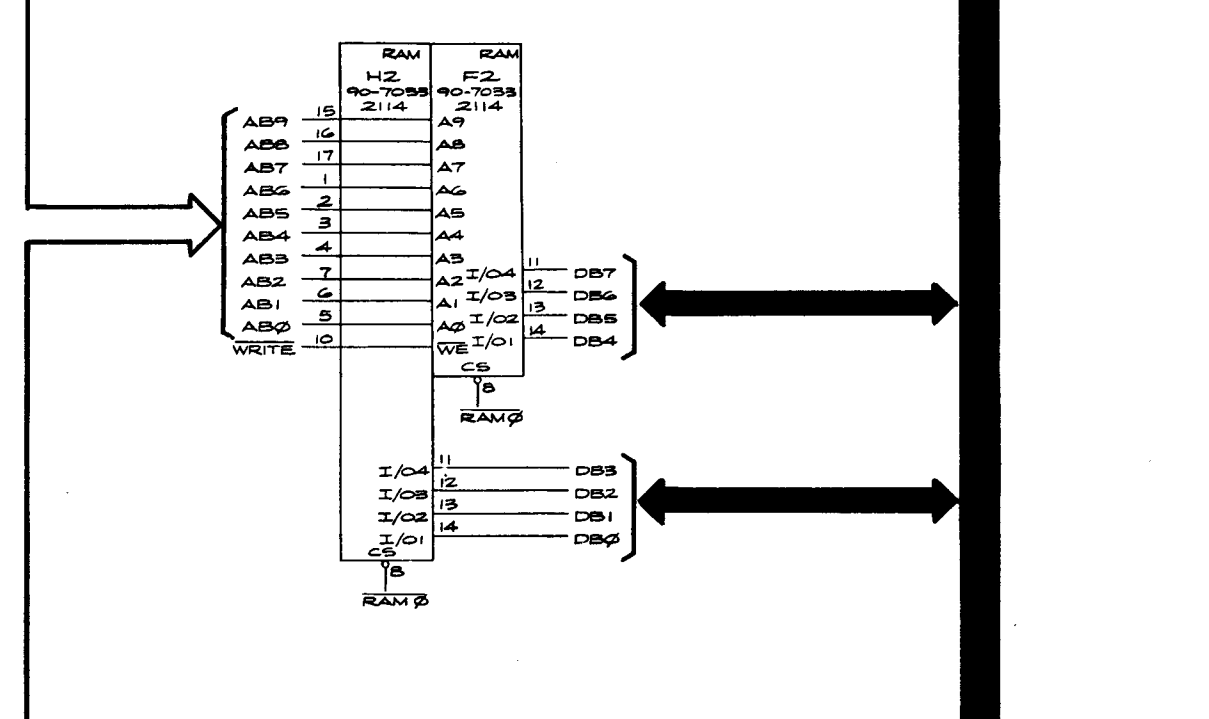 RAM RAM
H2 F2
90-7033 90-7033
2114 2114
AB9 15 A9
AB8 16 A8
AB7 17 A7
AB6 1 A6
AB5 2 A5
AB4 3 A4
AB3 4 A3
AB2 7 A2 I/O4 11 DB7
AB1 6 A1 I/O3 12 DB6
ABØ 5 AØ I/O2 13 DB5
WRITE 10 WE I/O1 14 DB4
CS
8
RAMØ
I/O4 11 DB3
I/O3 12 DB2
I/O2 13 DB1
I/O1 14 DBØ
CS
8
RAMØ